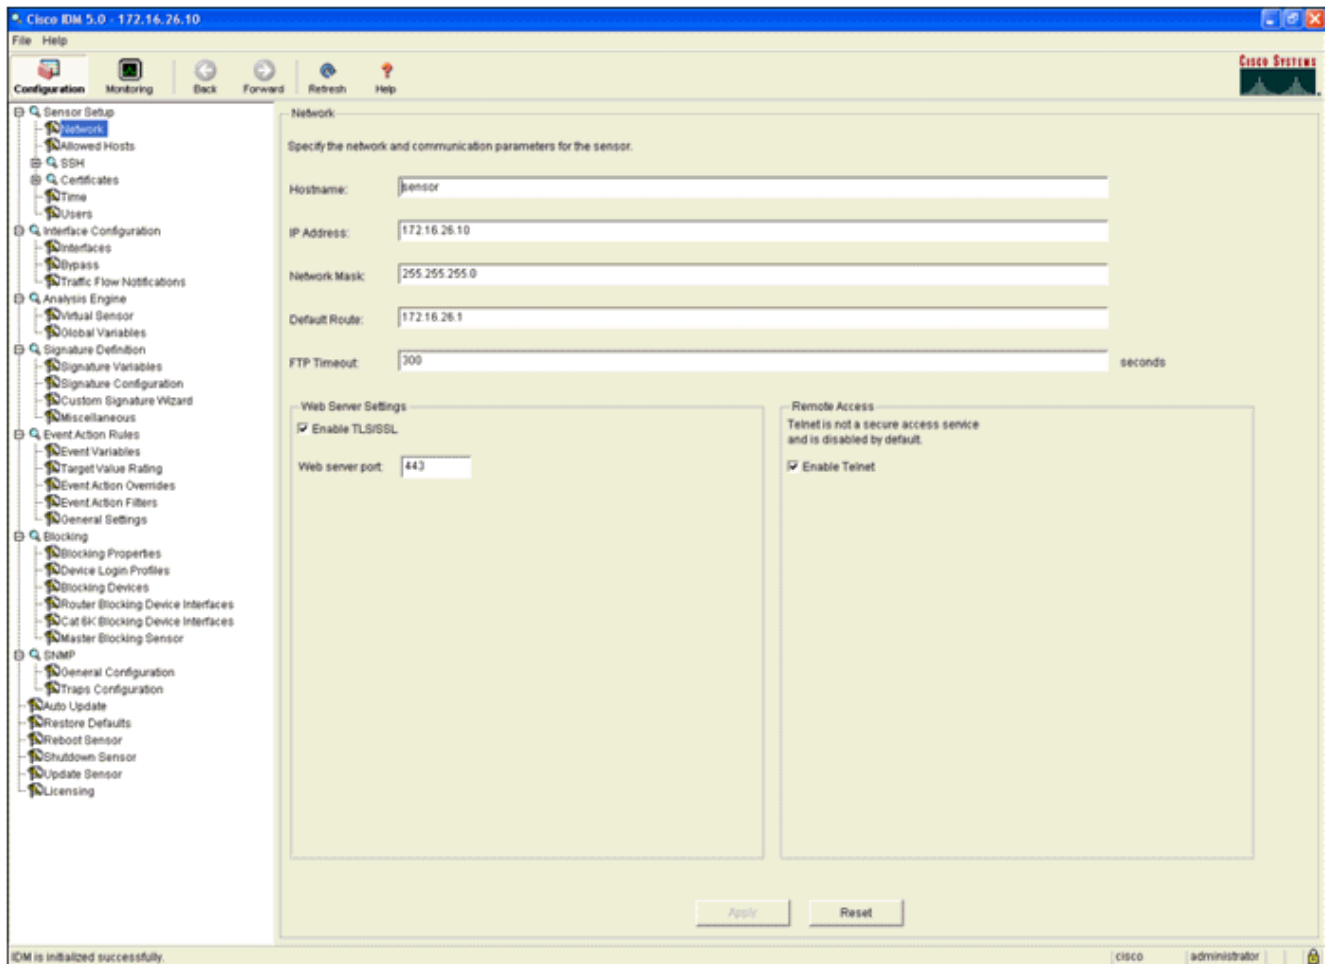 Cisco IDM 5.0 - 172.16.26.10
File Help
Configuration Monitoring Back Forward Refresh Help
CISCO SYSTEMS
Sensor Setup
Network
Allowed Hosts
SSH
Certificates
Time
Users
Interface Configuration
Interfaces
Bypass
Traffic Flow Notifications
Analysis Engine
Virtual Sensor
Global Variables
Signature Definition
Signature Variables
Signature Configuration
Custom Signature Wizard
Miscellaneous
Event Action Rules
Event Variables
Target Value Rating
Event Action Overrides
Event Action Filters
General Settings
Blocking
Blocking Properties
Device Login Profiles
Blocking Devices
Router Blocking Device Interfaces
Cat 6K Blocking Device Interfaces
Master Blocking Sensor
SNMP
General Configuration
Traps Configuration
Auto Update
Restore Defaults
Reboot Sensor
Shutdown Sensor
Update Sensor
Licensing
Network
Specify the network and communication parameters for the sensor.
Hostname: sensor
IP Address: 172.16.26.10
Network Mask: 255.255.255.0
Default Route: 172.16.26.1
FTP Timeout: 300 seconds
Web Server Settings
Enable TLS/SSL
Web server port: 443
Remote Access
Telnet is not a secure access service
and is disabled by default.
Enable Telnet
Apply Reset
IDM is initialized successfully. cisco administrator